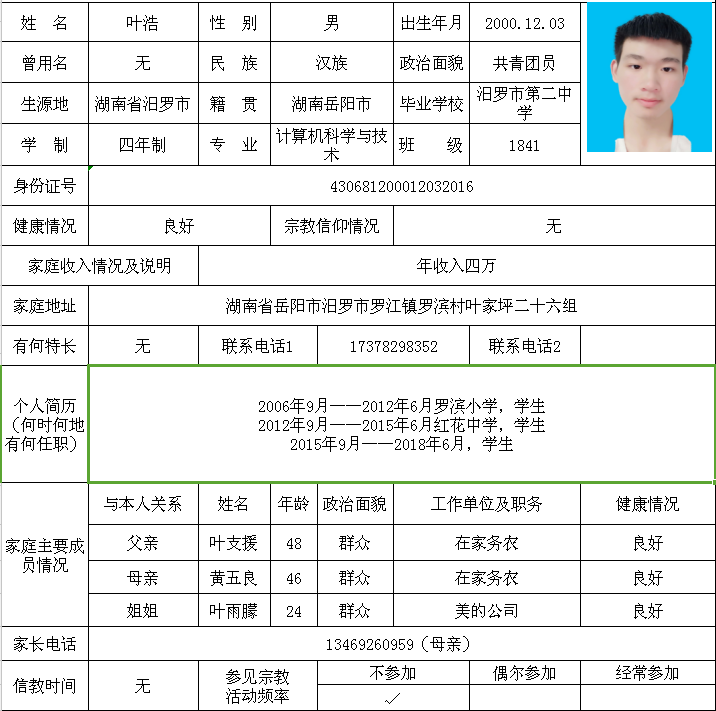 姓 名 叶浩 性 别 男 出生年月 2000.12.03
曾用名 无 民 族 汉族 政治面貌 共青团员
生源地 湖南省汨罗市 籍 贯 湖南岳阳市 毕业学校 汨罗市第二中
学
学 制 四年制 专 业 计算机科学与技
术
班 级 1841
身份证号 430681200012032016
健康情况 良好 宗教信仰情况 无
家庭收入情况及说明 年收入四万
家庭地址 湖南省岳阳市汨罗市罗江镇罗滨村叶家坪二十六组
有何特长 无 联系电话1 17378298352 联系电话2
个人简历
(何时何地
有何任职)
2006年9月——2012年6月罗滨小学，学生
2012年9月——2015年6月红花中学，学生
2015年9月——2018年6月，学生
家庭主要成
员情况
与本人关系 姓名 年龄 政治面貌 工作单位及职务 健康情况
父亲 叶支援 48 群众 在家务农 良好
母亲 黄五良 46 群众 在家务农 良好
姐姐 叶雨朦 24 群众 美的公司 良好
家长电话 13469260959（母亲）
信教时间 无 参见宗教
活动频率
不参加 偶尔参加 经常参加
✓